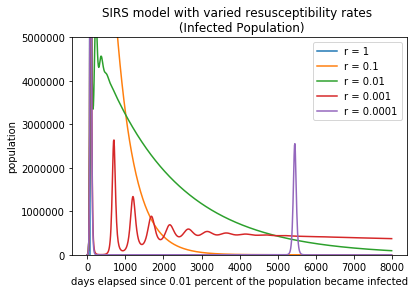 SIRS model with varied resusceptibility rates
(Infected Population)
5000000
4000000
3000000
2000000
1000000
0
population
r = 1
r = 0.1
r = 0.01
r = 0.001
r = 0.0001
0 1000 2000 3000 4000 5000 6000 7000 8000
days elapsed since 0.01 percent of the population became infected